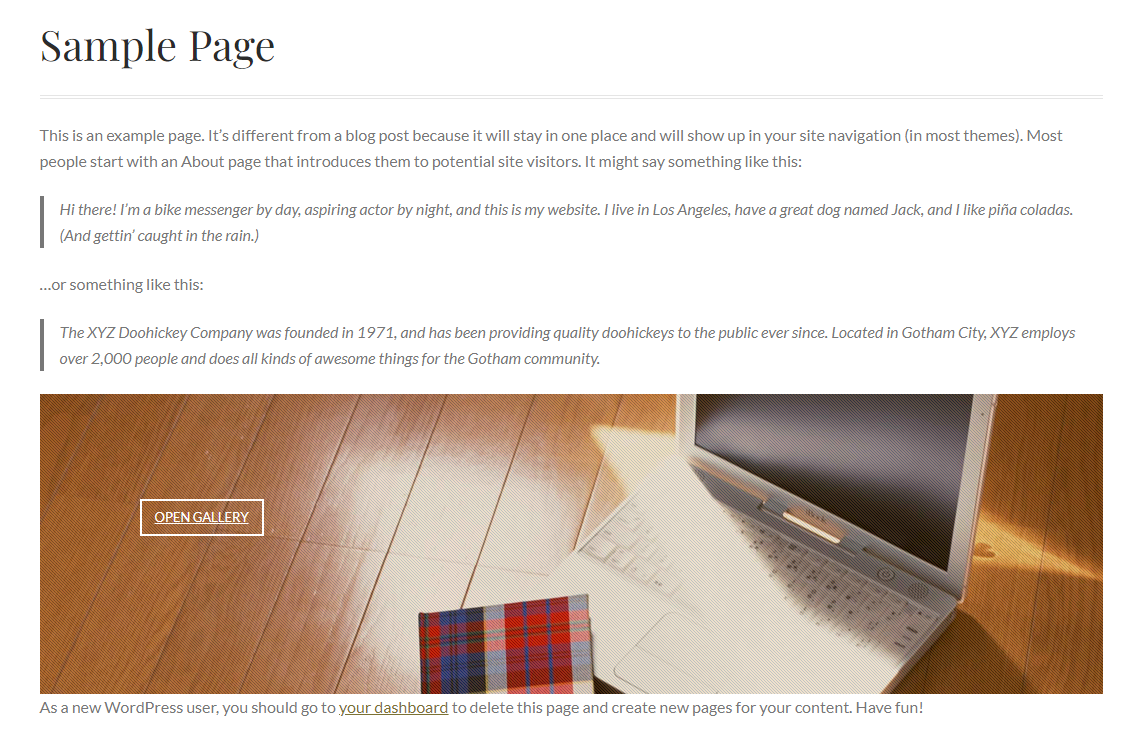 Sample Page
This is an example page. It’s different from a blog post because it will stay in one place and will show up in your site navigation (in most themes). Most
people start with an About page that introduces them to potential site visitors. It might say something like this:
Hi there! I’m a bike messenger by day, aspiring actor by night, and this is my website. I live in Los Angeles, have a great dog named Jack, and I like piña coladas.
(And gettin’ caught in the rain.)
…or something like this:
The XYZ Doohickey Company was founded in 1971, and has been providing quality doohickeys to the public ever since. Located in Gotham City, XYZ employs
over 2,000 people and does all kinds of awesome things for the Gotham community.
OPEN GALLERY
As a new WordPress user, you should go to your dashboard to delete this page and create new pages for your content. Have fun!